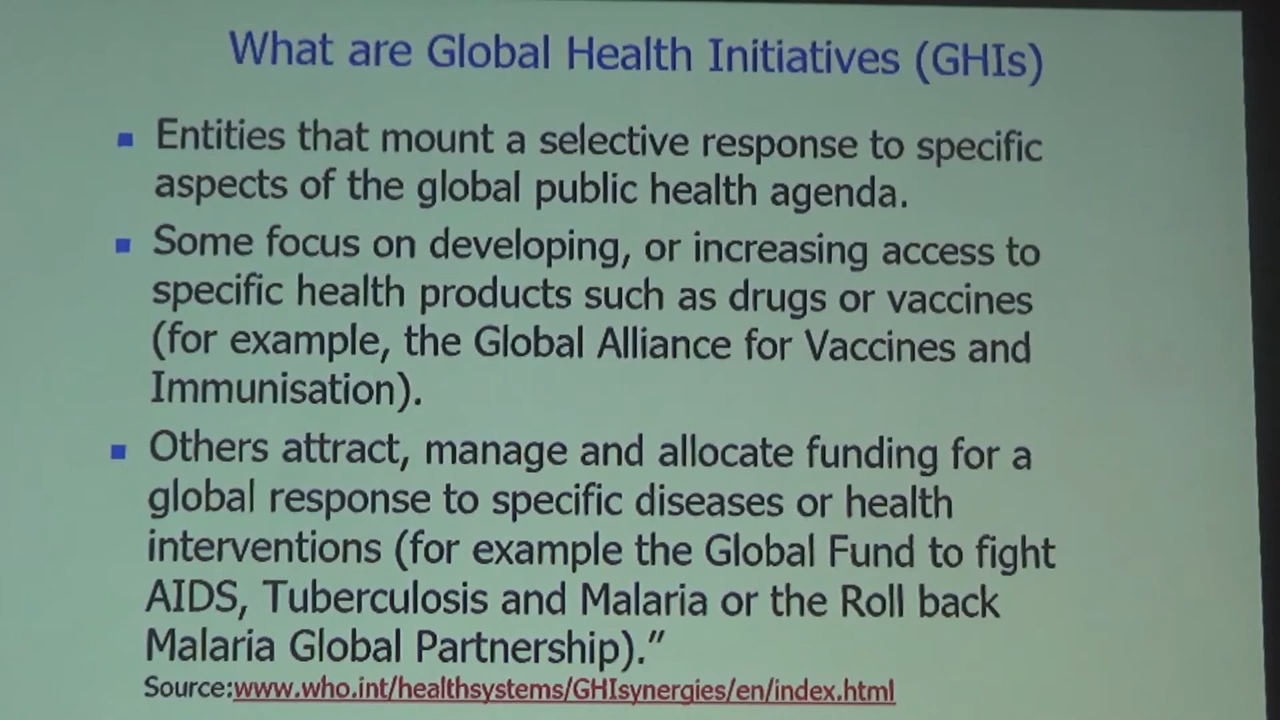 What are Global Health Initiatives (GHIs)
Entities that mount a selective response to specific
aspects of the global public health agenda.
Some focus on developing, or increasing access to
specific health products such as drugs or vaccines
(for example, the Global Alliance for Vaccines and
Immunisation).
Others attract, manage and allocate funding for a
global response to specific diseases or health
interventions (for example the Global Fund to fight
AIDS, Tuberculosis and Malaria or the Roll back
Malaria Global Partnership).”
Source:www.who.int/healthsystems/GHIsynergies/en/index.html